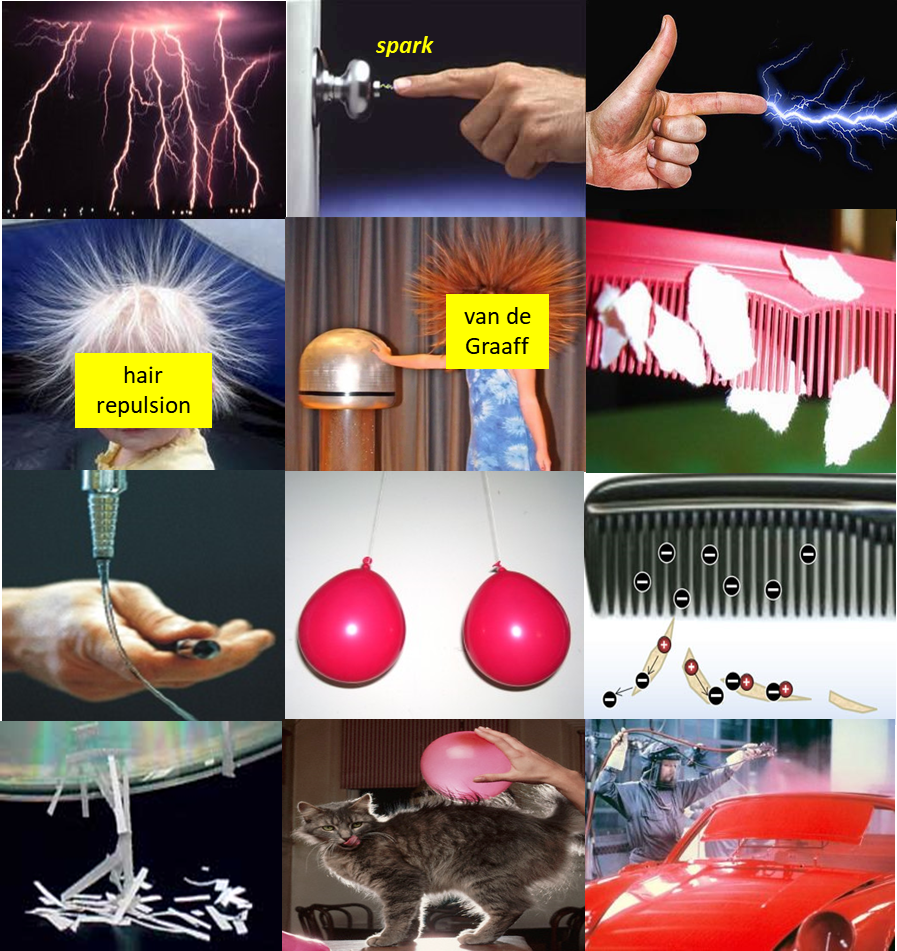 spark
hair
repulsion
van de
Graaff